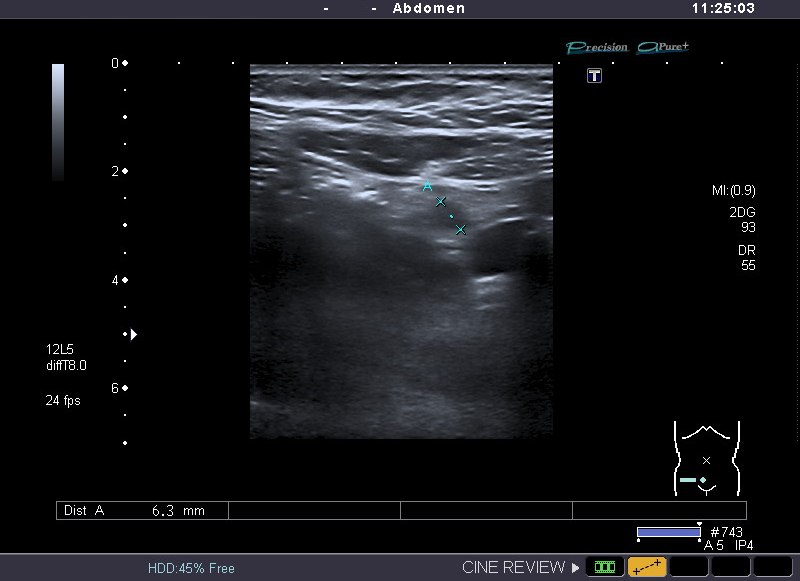 - - Abdomen 11:25:03
Precision APure+
T
0
2
4
6
A
MI:(0.9)
2DG
93
DR
55
12L5
diffT8.0
24 fps
Dist A 6.3 mm
#743
A 5 IP4
HDD:45% Free
CINE REVIEW